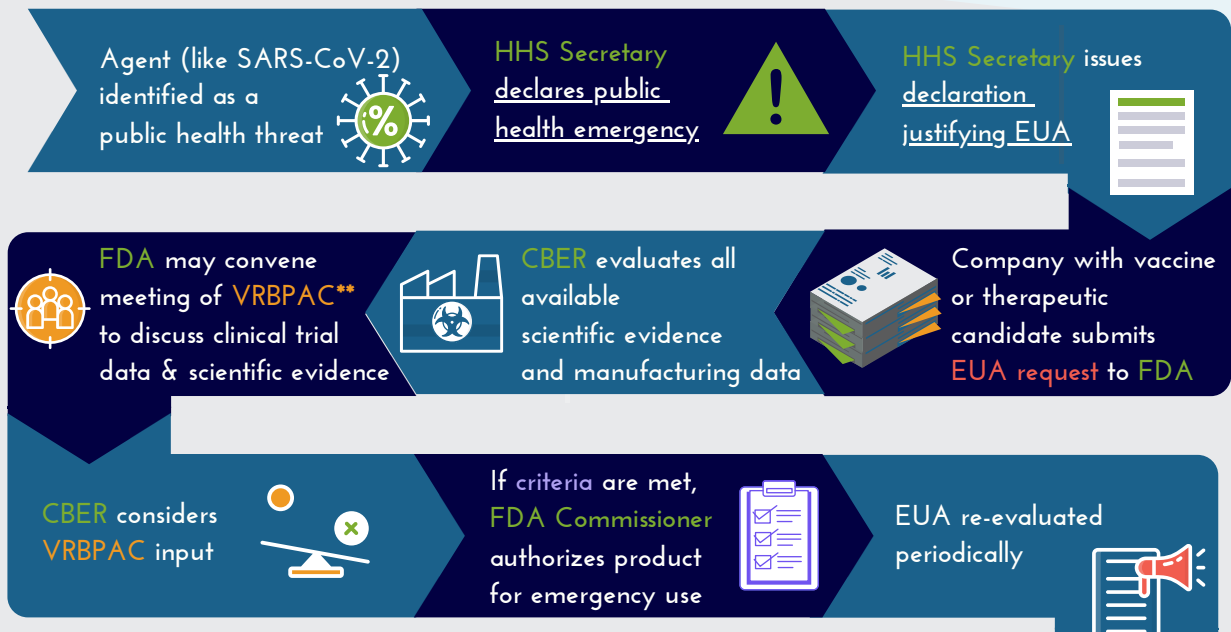 Agent (like SARS-CoV-2)
identified as a
public health threat
%
HHS Secretary
declares public
health emergency
!
HHS Secretary issues
declaration
justifying EUA
Company with vaccine
or therapeutic
candidate submits
EUA request to FDA
CBER evaluates all
available
scientific evidence
and manufacturing data
FDA may convene
meeting of VRBPAC**
to discuss clinical trial
data & scientific evidence
CBER considers
VRBPAC input
If criteria are met,
FDA Commissioner
authorizes product
for emergency use
EUA re-evaluated
periodically